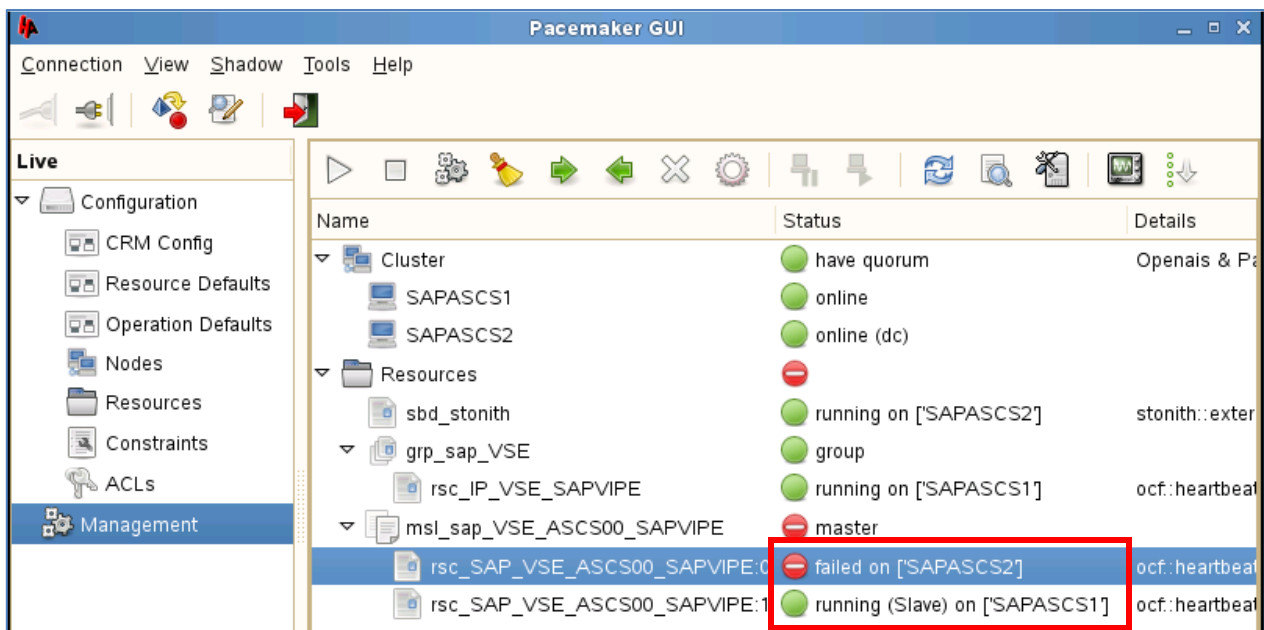 Pacemaker GUI
Connection View Shadow Tools Help
Live
Configuration
CRM Config
Resource Defaults
Operation Defaults
Nodes
Resources
Constraints
ACLs
Management
Name Status Details
Cluster have quorum Openais & Pa
SAPASCS1 online
SAPASCS2 online (dc)
Resources
sbd_stonith running on ['SAPASCS2'] stonith::exter
grp_sap_VSE group
rsc_IP_VSE_SAPVIPE running on ['SAPASCS1'] ocf::heartbeat
msl_sap_VSE_ASCS00_SAPVIPE master
rsc_SAP_VSE_ASCS00_SAPVIPE:0 failed on ['SAPASCS2'] ocf::heartbeat
rsc_SAP_VSE_ASCS00_SAPVIPE:1 running (Slave) on ['SAPASCS1'] ocf::heartbeat